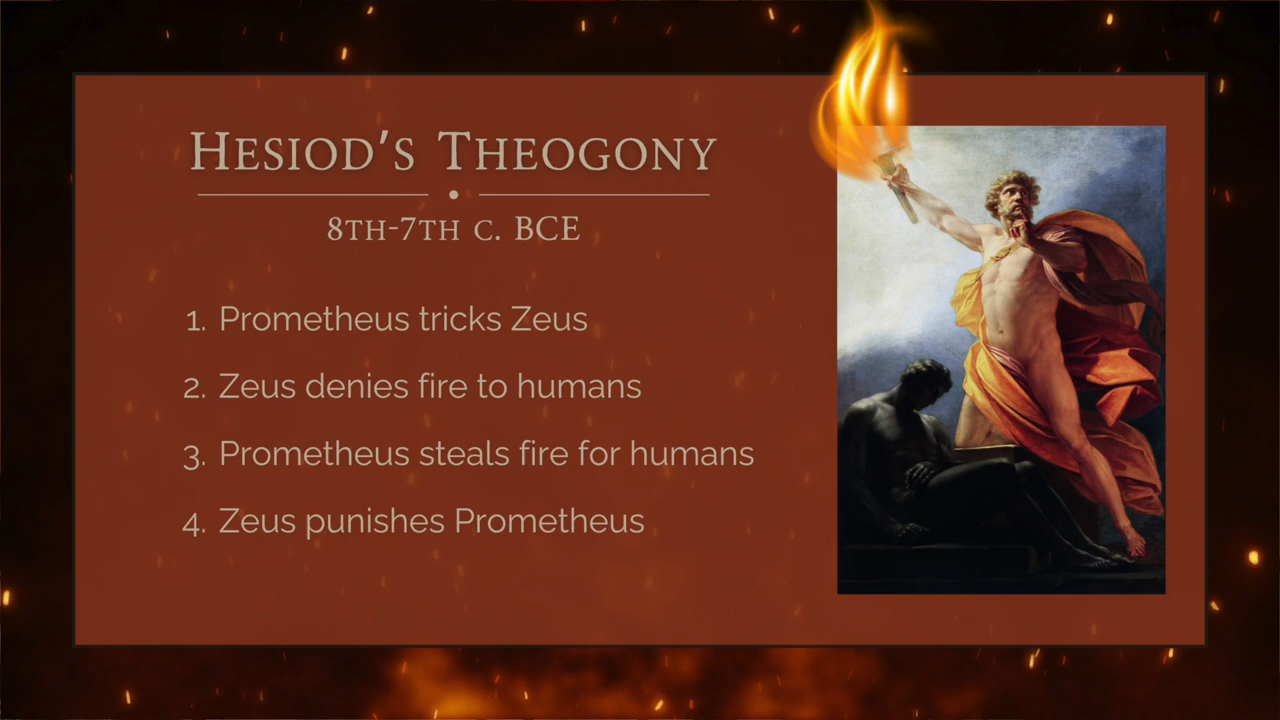 Hesiod's Theogony
8th-7th c. BCE
1. Prometheus tricks Zeus
2. Zeus denies fire to humans
3. Prometheus steals fire for humans
4. Zeus punishes Prometheus